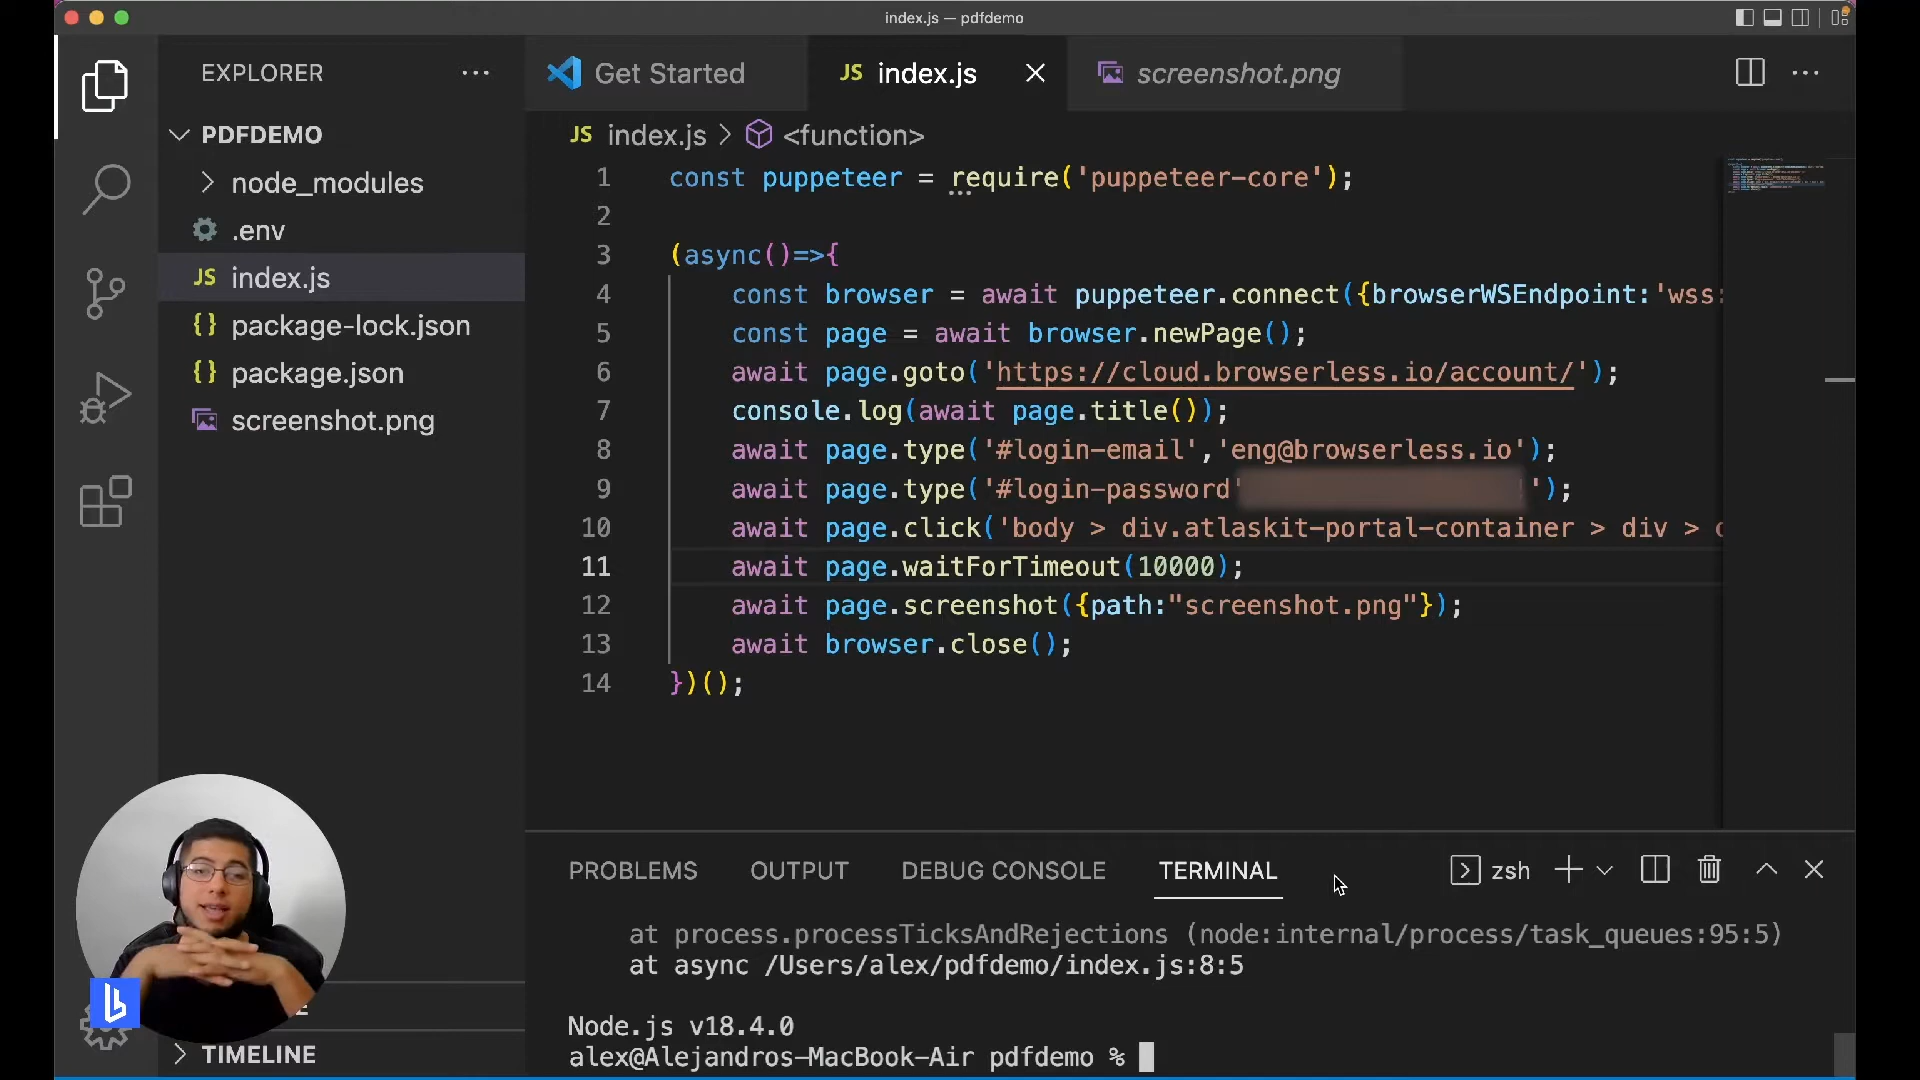 index.js — pdfdemo
EXPLORER
Get Started
JS index.js
screenshot.png
PDFDEMO
JS index.js > <function>
node_modules
.env
JS index.js
{} package-lock.json
{} package.json
screenshot.png
1 const puppeteer = require('puppeteer-core');
2
3 (async()=>{
4 const browser = await puppeteer.connect({browserWSEndpoint:'wss:
5 const page = await browser.newPage();
6 await page.goto('https://cloud.browserless.io/account/');
7 console.log(await page.title());
8 await page.type('#login-email','eng@browserless.io');
9 await page.type('#login-password' ');
10 await page.click('body > div.atlaskit-portal-container > div >
11 await page.waitForTimeout(10000);
12 await page.screenshot({path:"screenshot.png"});
13 await browser.close();
14 })();
PROBLEMS OUTPUT DEBUG CONSOLE TERMINAL
zsh
at process.processTicksAndRejections (node:internal/process/task_queues:95:5)
at async /Users/alex/pdfdemo/index.js:8:5
Node.js v18.4.0
alex@Alejandros-MacBook-Air pdfdemo %
TIMELINE